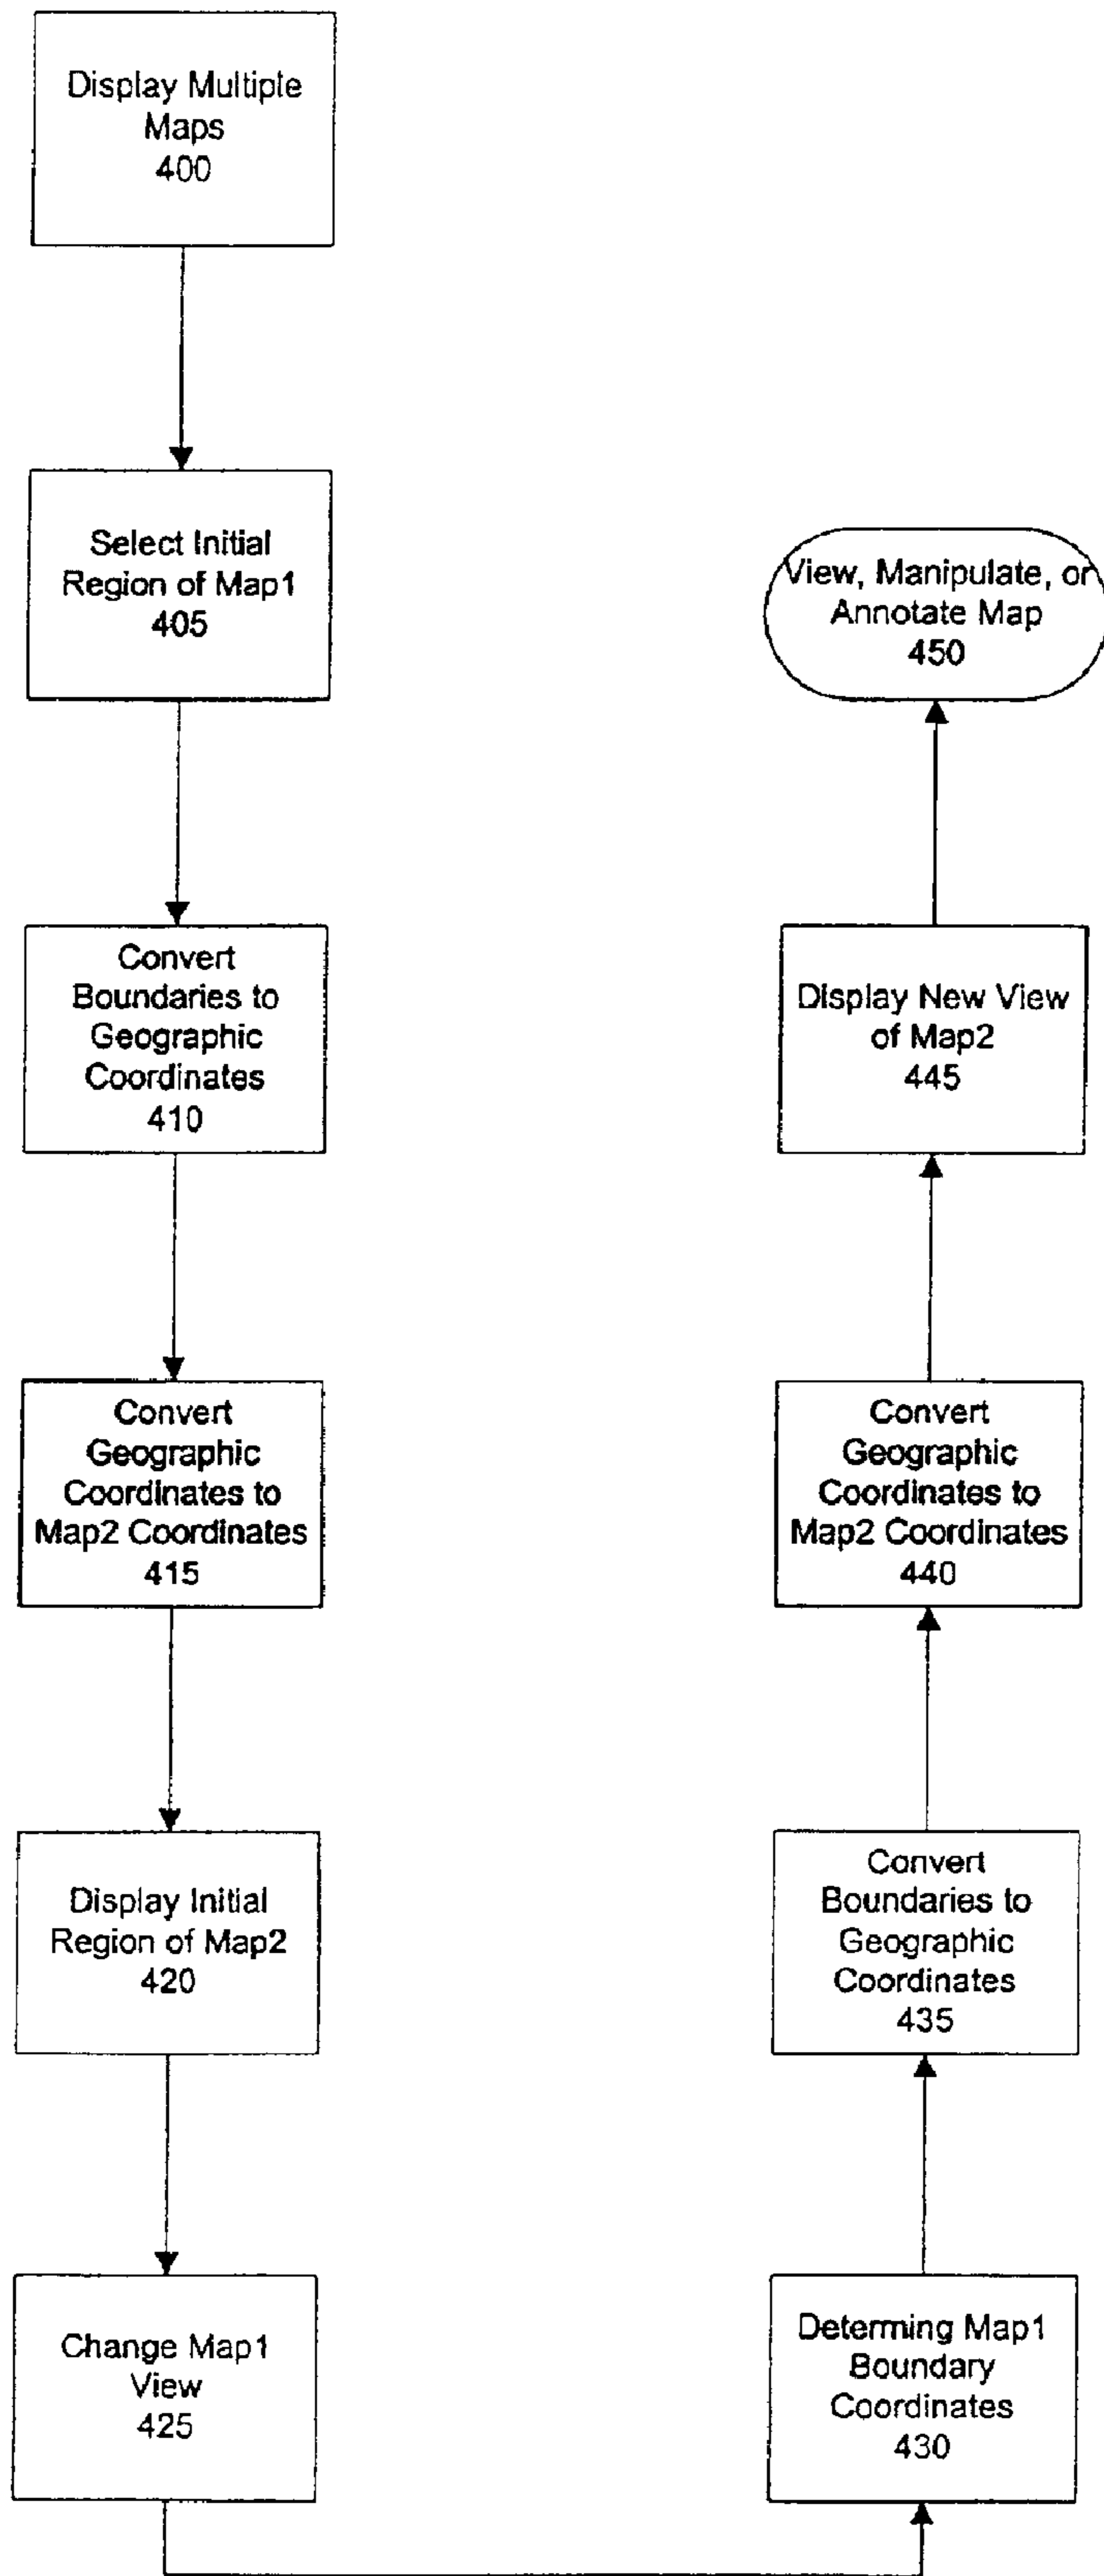 Display Multiple
Maps
400
Select Initial
Region of Map1
405
Convert
Boundaries to
Geographic
Coordinates
410
Convert
Geographic
Coordinates to
Map2 Coordinates
415
Display Initial
Region of Map2
420
Change Map1
View
425
Determing Map1
Boundary
Coordinates
430
Convert
Boundaries to
Geographic
Coordinates
435
Convert
Geographic
Coordinates to
Map2 Coordinates
440
Display New View
of Map2
445
View, Manipulate, or
Annotate Map
450